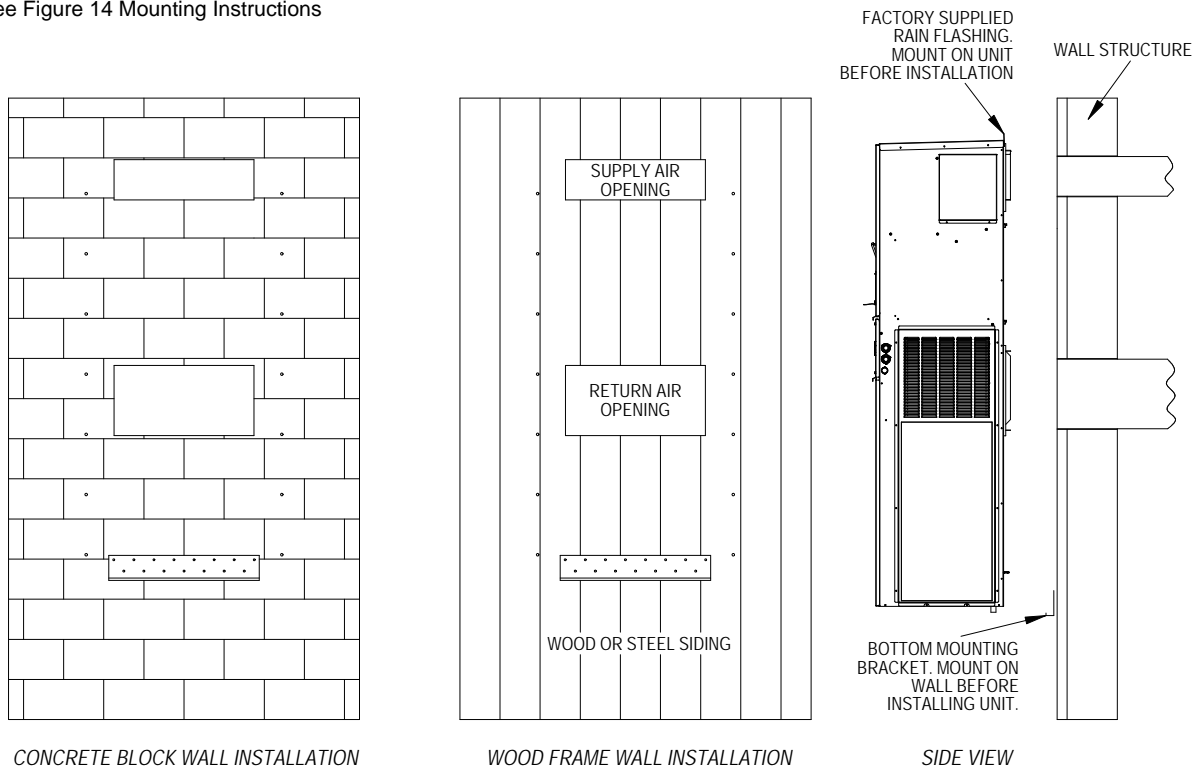 ee Figure 14 Mounting Instructions
FACTORY SUPPLIED
RAIN FLASHING.
MOUNT ON UNIT
BEFORE INSTALLATION
WALL STRUCTURE
SUPPLY AIR
OPENING
RETURN AIR
OPENING
WOOD OR STEEL SIDING
BOTTOM MOUNTING
BRACKET. MOUNT ON
WALL BEFORE
INSTALLING UNIT.
CONCRETE BLOCK WALL INSTALLATION
WOOD FRAME WALL INSTALLATION
SIDE VIEW